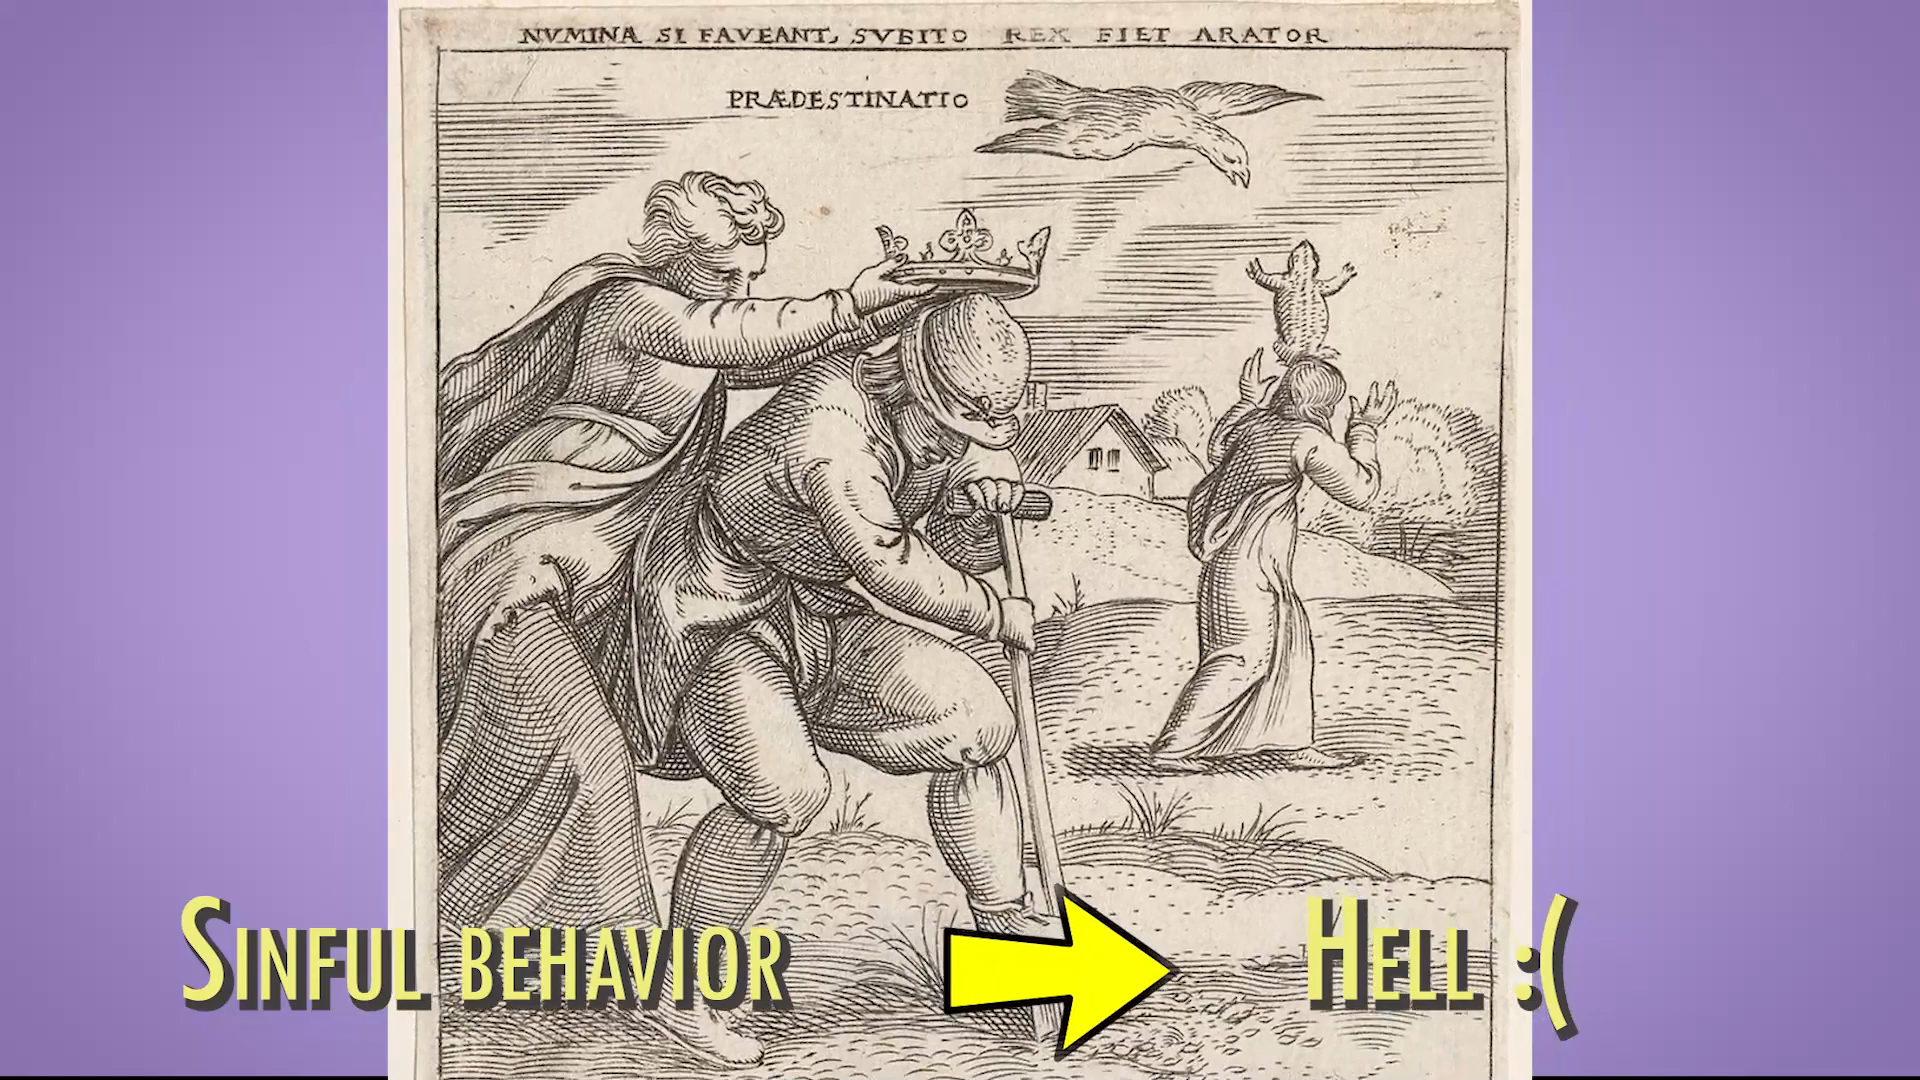 NVMINA SI FAVEANT, SVBITO REX FIET ARATOR
PRÆDESTINATIO
SINFUL BEHAVIOR
HELL :(